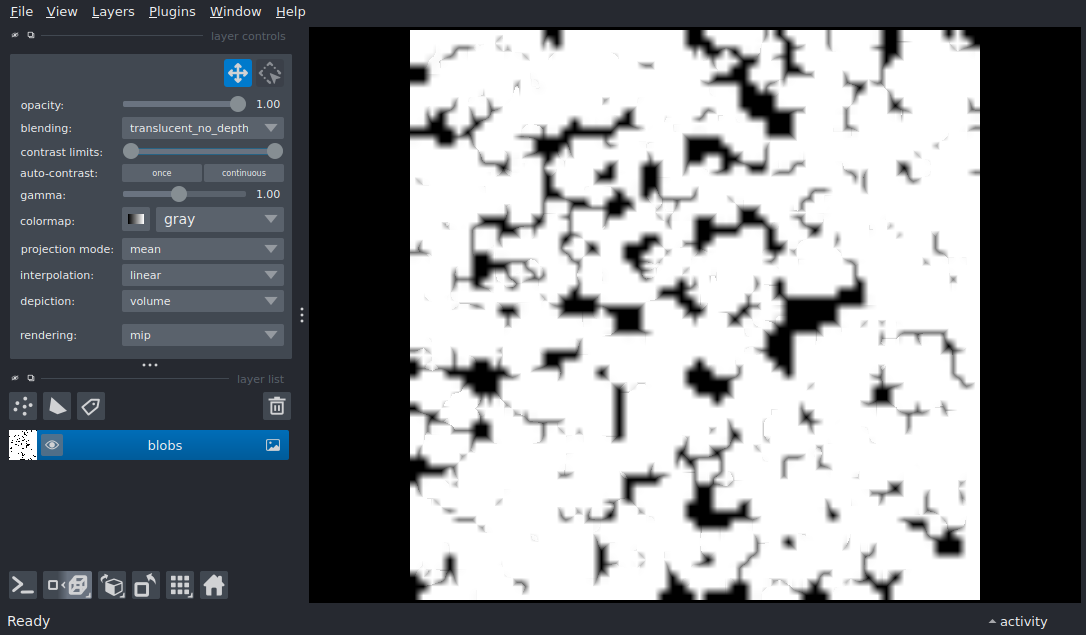 File View Layers Plugins Window Help
layer controls
opacity: 1.00
blending: translucent_no_depth
contrast limits:
auto-contrast: once continuous
gamma: 1.00
colormap: gray
projection mode: mean
interpolation: linear
depiction: volume
rendering: mip
layer list
blobs
Ready activity